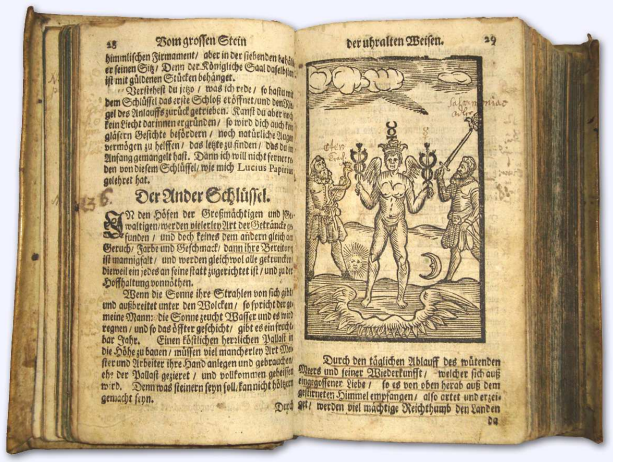 28 Vom grossen Stein
himmlischen Firmament / aber in der siebenden
er seinen Sitz / Denn der Königliche Saal daselbsten
ist mit güldenen Stücken behänget.
Verstehest du jetzo / was ich rede / so hastu mit
dem Schlüssel das erste Schloß eröffnet / und den
gel des Anlauffs zurück getrieben. Kanst du aber noch
kein Liecht darinnen ergründen / so wird dich auch kein
gläsern Gesichte befördern / noch natürliche Augen
vermögen zu helffen / das letzte zu finden / das du im
Anfang gemangelt hast. Dann ich will nicht ferner re-
den von diesem Schlüssel / wie mich Lucius Papirius
gelehret hat.
Der Ander Schlüssel.
IN den Höfen der Großmächtigen und Ge-
waltigen / werden vielerley Art der Getränke ge-
funden / und doch keines dem andern gleich am
Geruch / Farbe und Geschmack / dann ihre Bereitung
ist mannigfalt / und werden gleichwol alle getruncken
dieweil ein jedes an seine statt zugerichtet ist / und zu der
Hoffhaltung vonnöthen.
Wenn die Sonne ihre Strahlen von sich gibt
und außbreitet unter den Wolcken / so spricht der ge-
meine Mann: die Sonne zeucht Wasser und es wird
regnen / und so das öffter geschicht / gibt es ein frucht-
bar Jahr. Einen köstlichen herrlichen Pallast in
die Höhe zu bauen / müssen viel mancherley Art Mei-
ster und Arbeiter ihre Hand anlegen und gebrauchen /
eh der Pallast gezieret / und vollkommen geheissen
wird. Denn was steinern seyn soll, kan nicht höltzern
gemacht seyn.
Durch
der uhralten Weisen. 29
Durch den täglichen Ablauff des wütenden
Meers und seiner Wiederkunfft / welcher sich auß
eingegossener Liebe / so es von oben herab auß dem
gestirneten Himmel empfangen / also artet und erzei-
get / werden viel mächtige Reichthumb den Landen